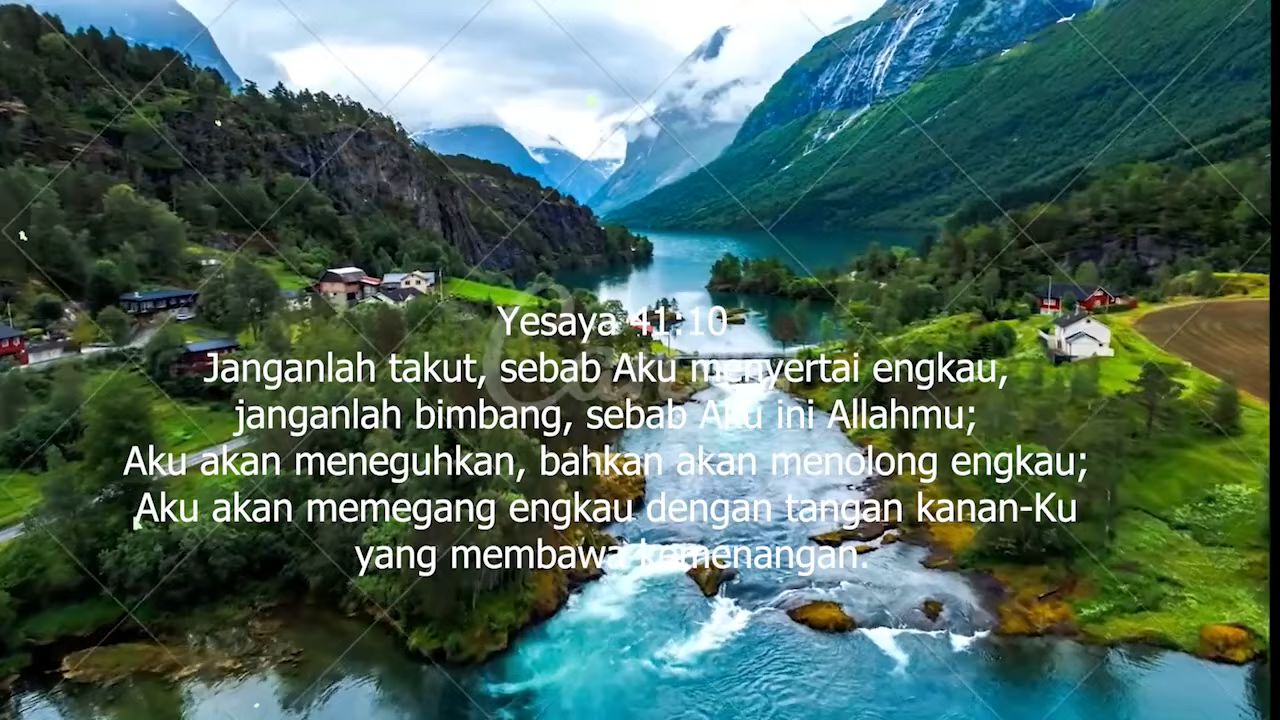 Yesaya 41:10
Janganlah takut, sebab Aku menyertai engkau,
janganlah bimbang, sebab Aku ini Allahmu;
Aku akan meneguhkan, bahkan akan menolong engkau;
Aku akan memegang engkau dengan tangan kanan-Ku
yang membawa kemenangan.